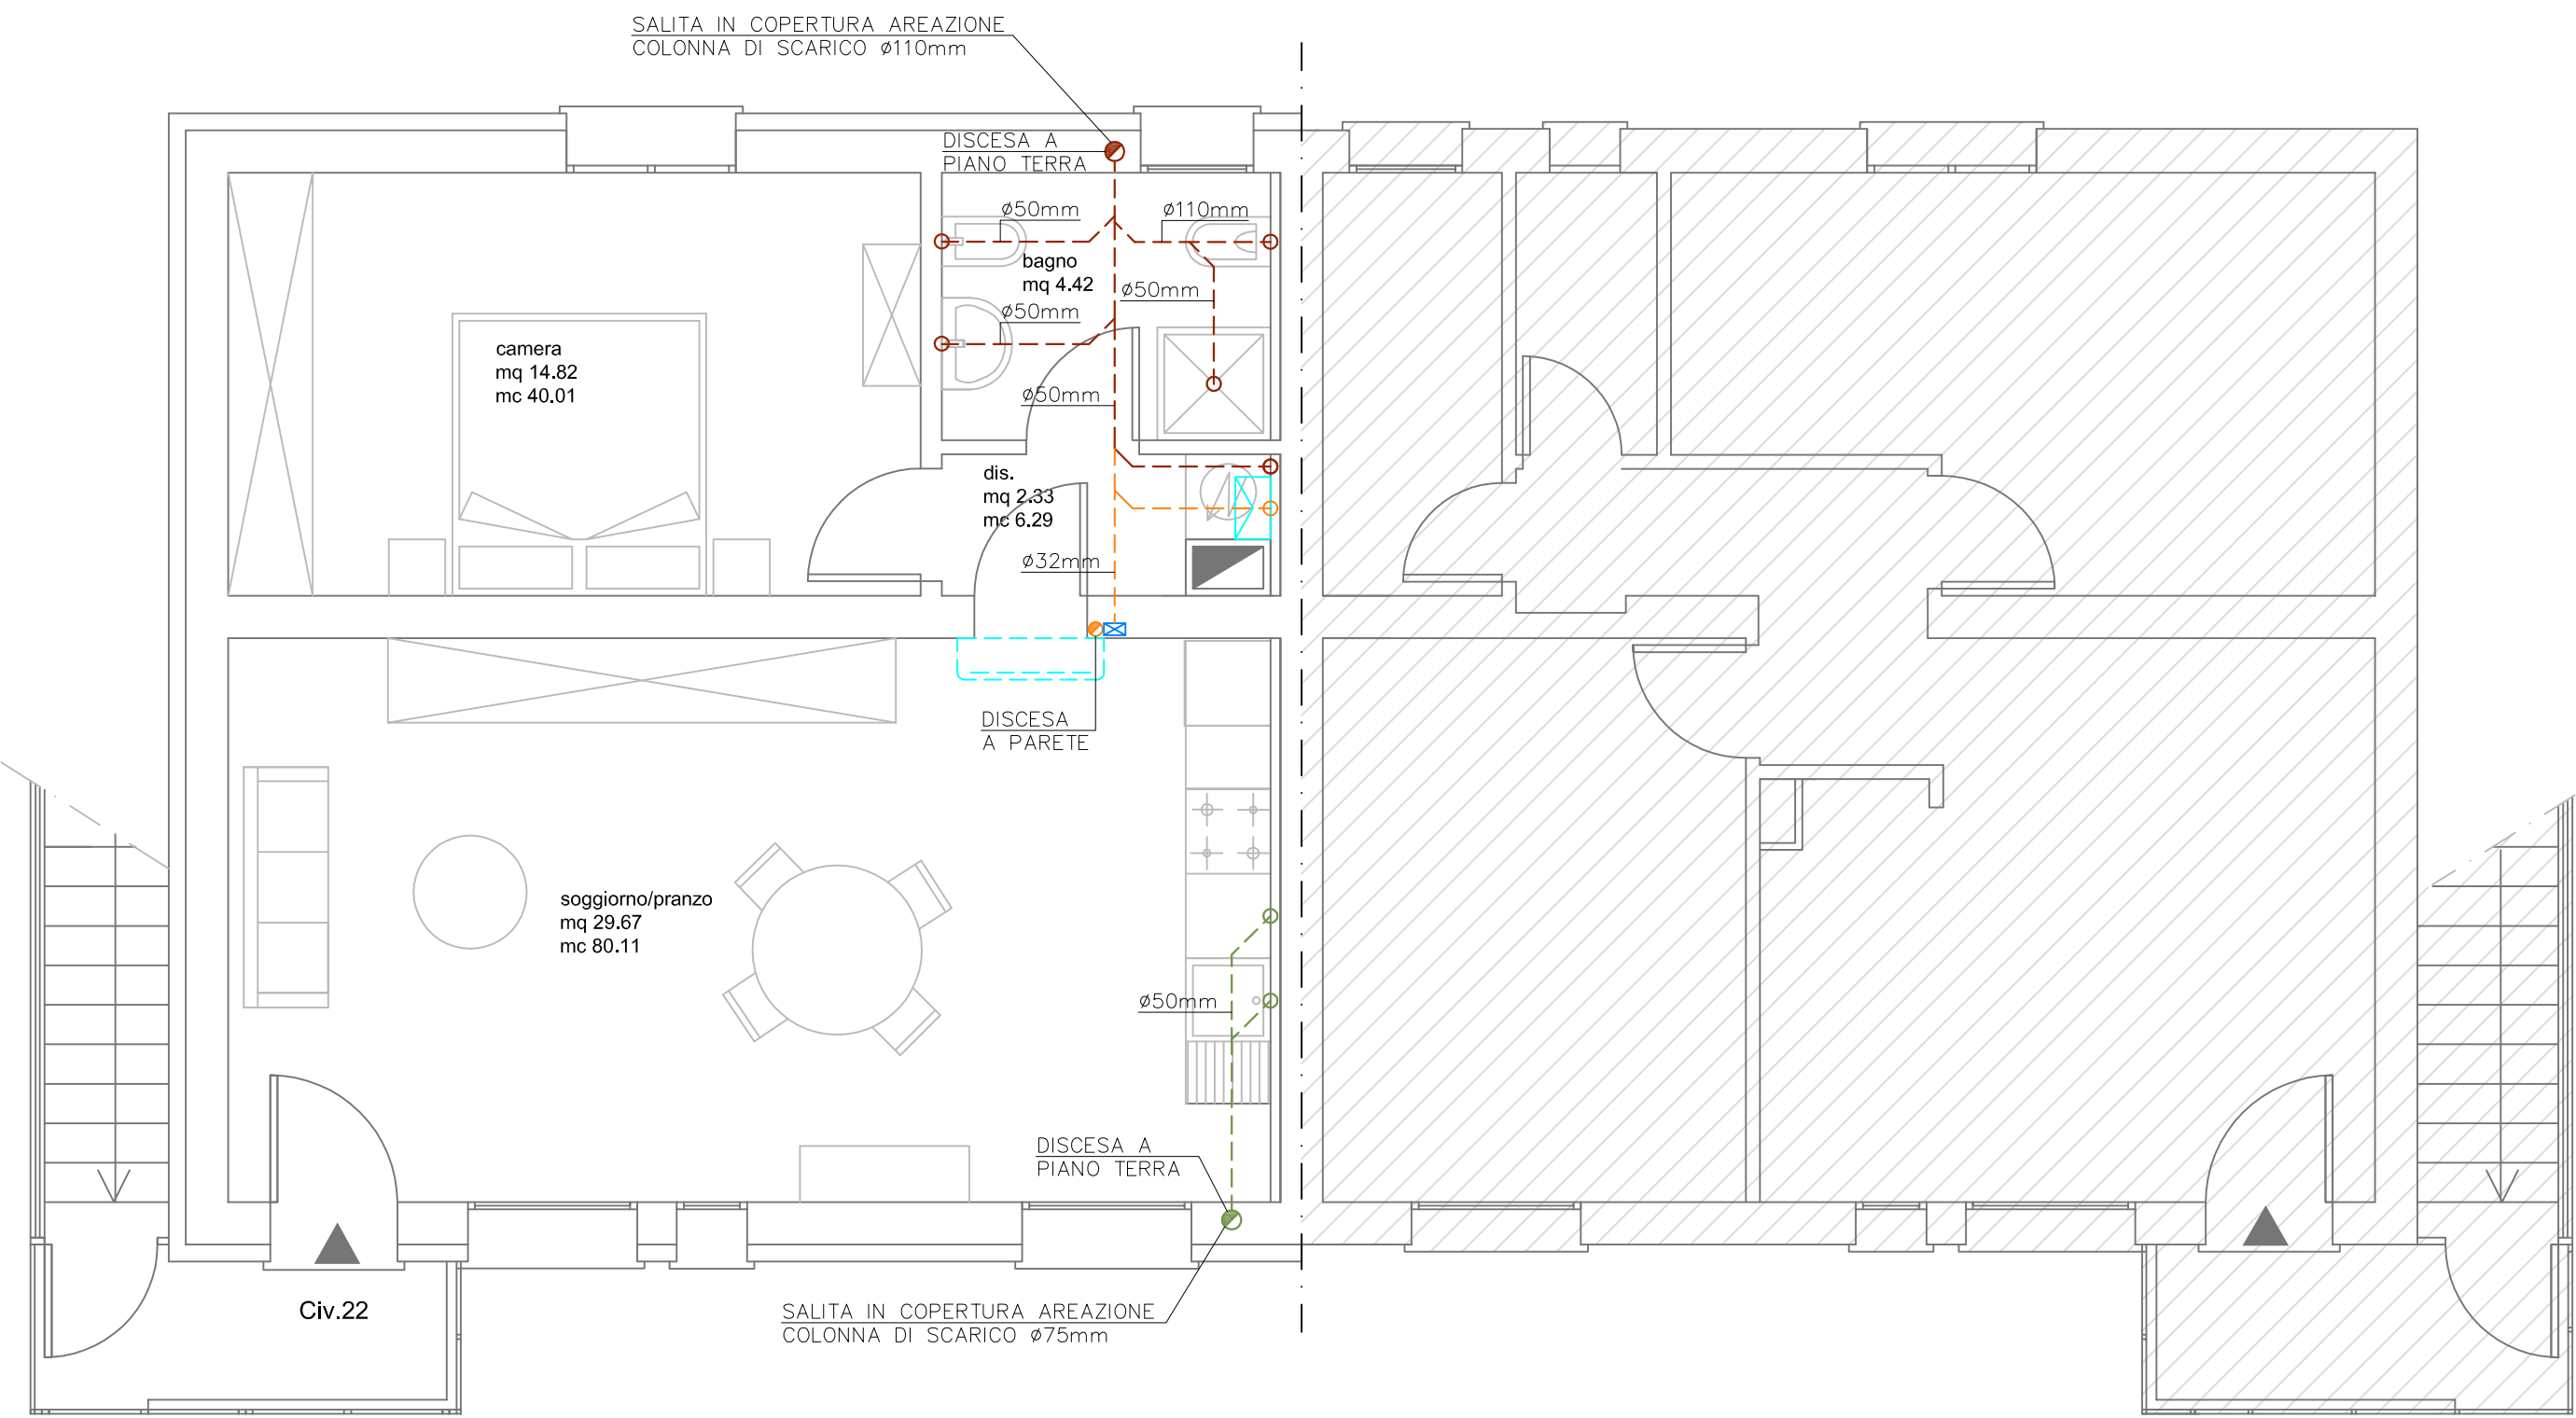 SALITA IN COPERTURA AREAZIONE
COLONNA DI SCARICO ø110mm
DISCESA A
PIANO TERRA
ø50mm
ø110mm
bagno
mq 4.42
ø50mm
ø50mm
camera
mq 14.82
mc 40.01
ø50mm
dis.
mq 2.33
mc 6.29
ø32mm
DISCESA
A PARETE
soggiorno/pranzo
mq 29.67
mc 80.11
ø50mm
DISCESA A
PIANO TERRA
Civ.22
SALITA IN COPERTURA AREAZIONE
COLONNA DI SCARICO ø75mm